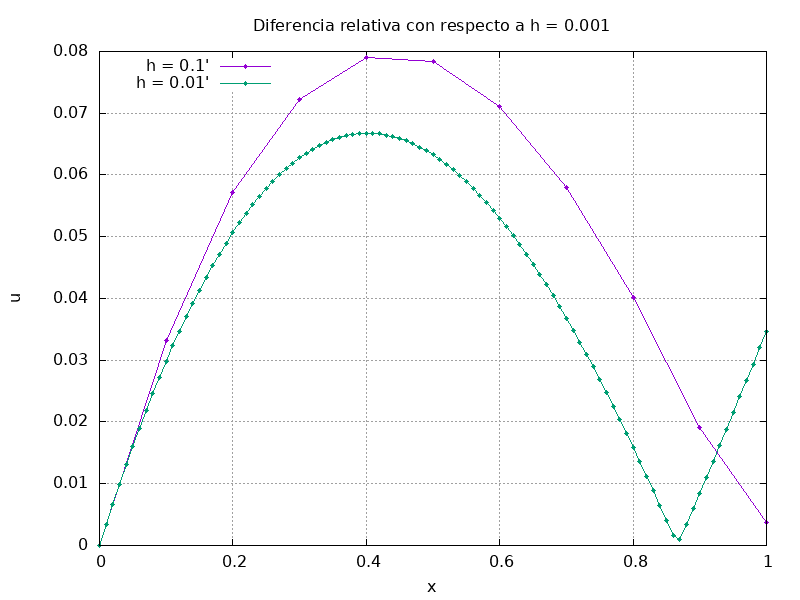 Diferencia relativa con respecto a h = 0.001
h = 0.1'
h = 0.01'
0.08
0.07
0.06
0.05
0.04
0.03
0.02
0.01
0
u
0 0.2 0.4 0.6 0.8 1
x